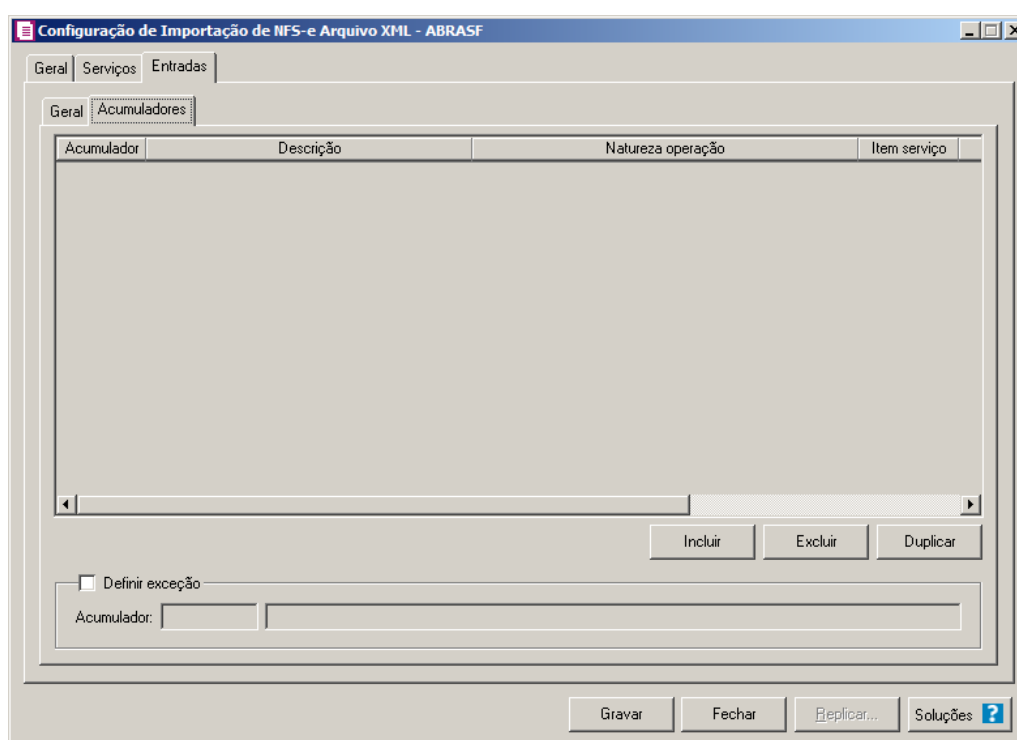 Configuração de Importação de NFS-e Arquivo XML - ABRASF
Geral Serviços Entradas
Geral Acumuladores
Acumulador Descrição Natureza operação Item serviço
Incluir Excluir Duplicar
Definir exceção
Acumulador:
Gravar Fechar Replicar... Soluções ?